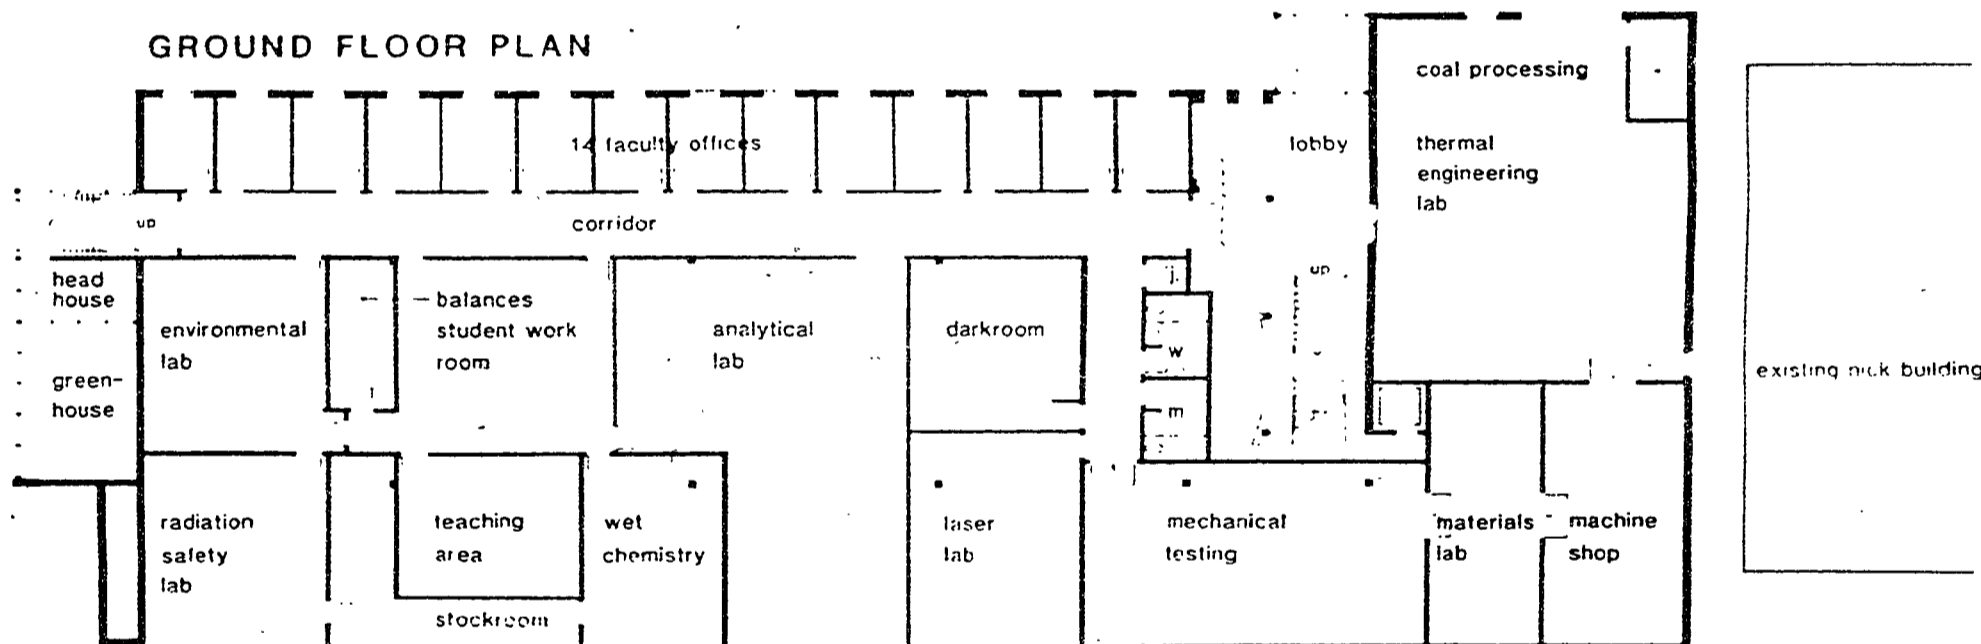 GROUND FLOOR PLAN
coal processing
14 faculty offices
lobby
thermal
engineering
lab
up
corridor
head
house
up
balances
j.
environmental
lab
student work
room
analytical
lab
darkroom
w
green-
house
existing building
m
radiation
safety
lab
teaching
area
wet
chemistry
laser
lab
mechanical
testing
materials
lab
machine
shop
stockroom